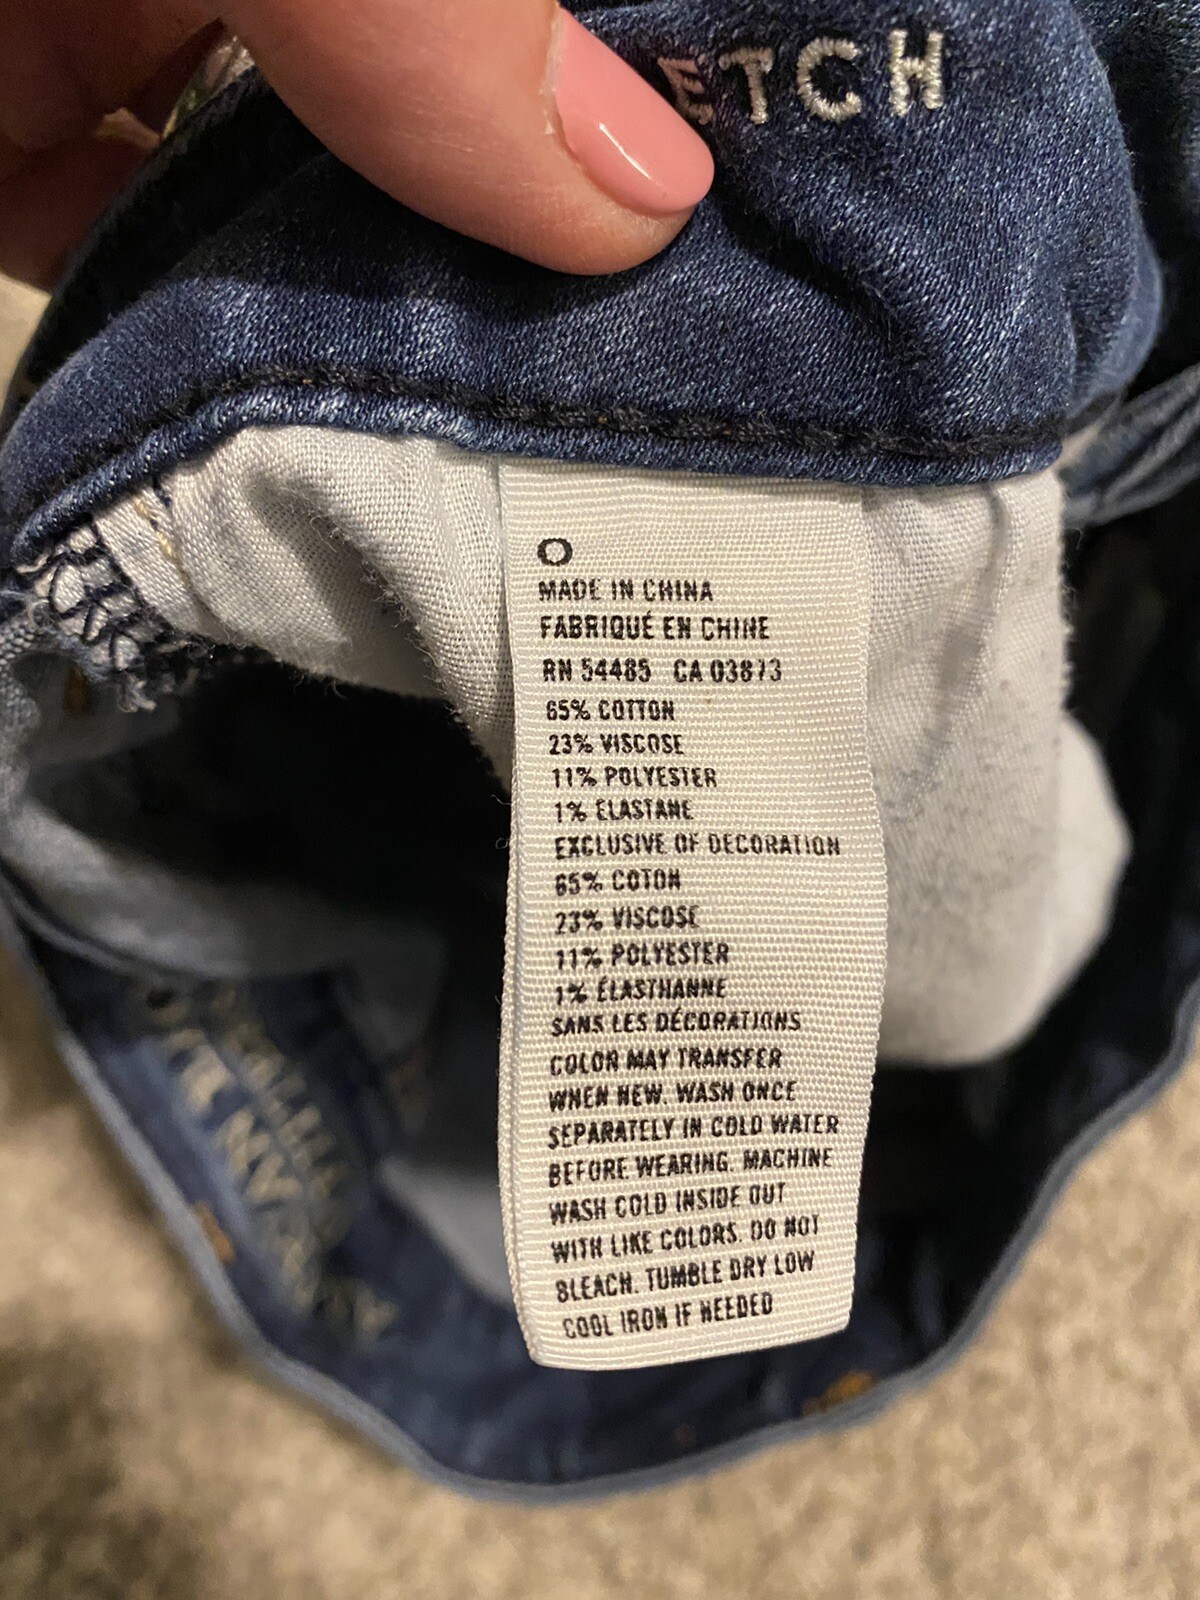 ETCH
0
MADE IN CHINA
FABRIQUÉ EN CHINE
RN 54485 CA 03873
65% COTTON
23% VISCOSE
11% POLYESTER
1% ELASTANE
EXCLUSIVE OF DECORATION
65% COTON
23% VISCOSE
11% POLYESTER
1% ÉLASTHANNE
SANS LES DÉCORATIONS
COLOR MAY TRANSFER
WHEN NEW. WASH ONCE
SEPARATELY IN COLD WATER
BEFORE WEARING. MACHINE
WASH COLD INSIDE OUT
WITH LIKE COLORS. DO NOT
BLEACH. TUMBLE DRY LOW
COOL IRON IF NEEDED